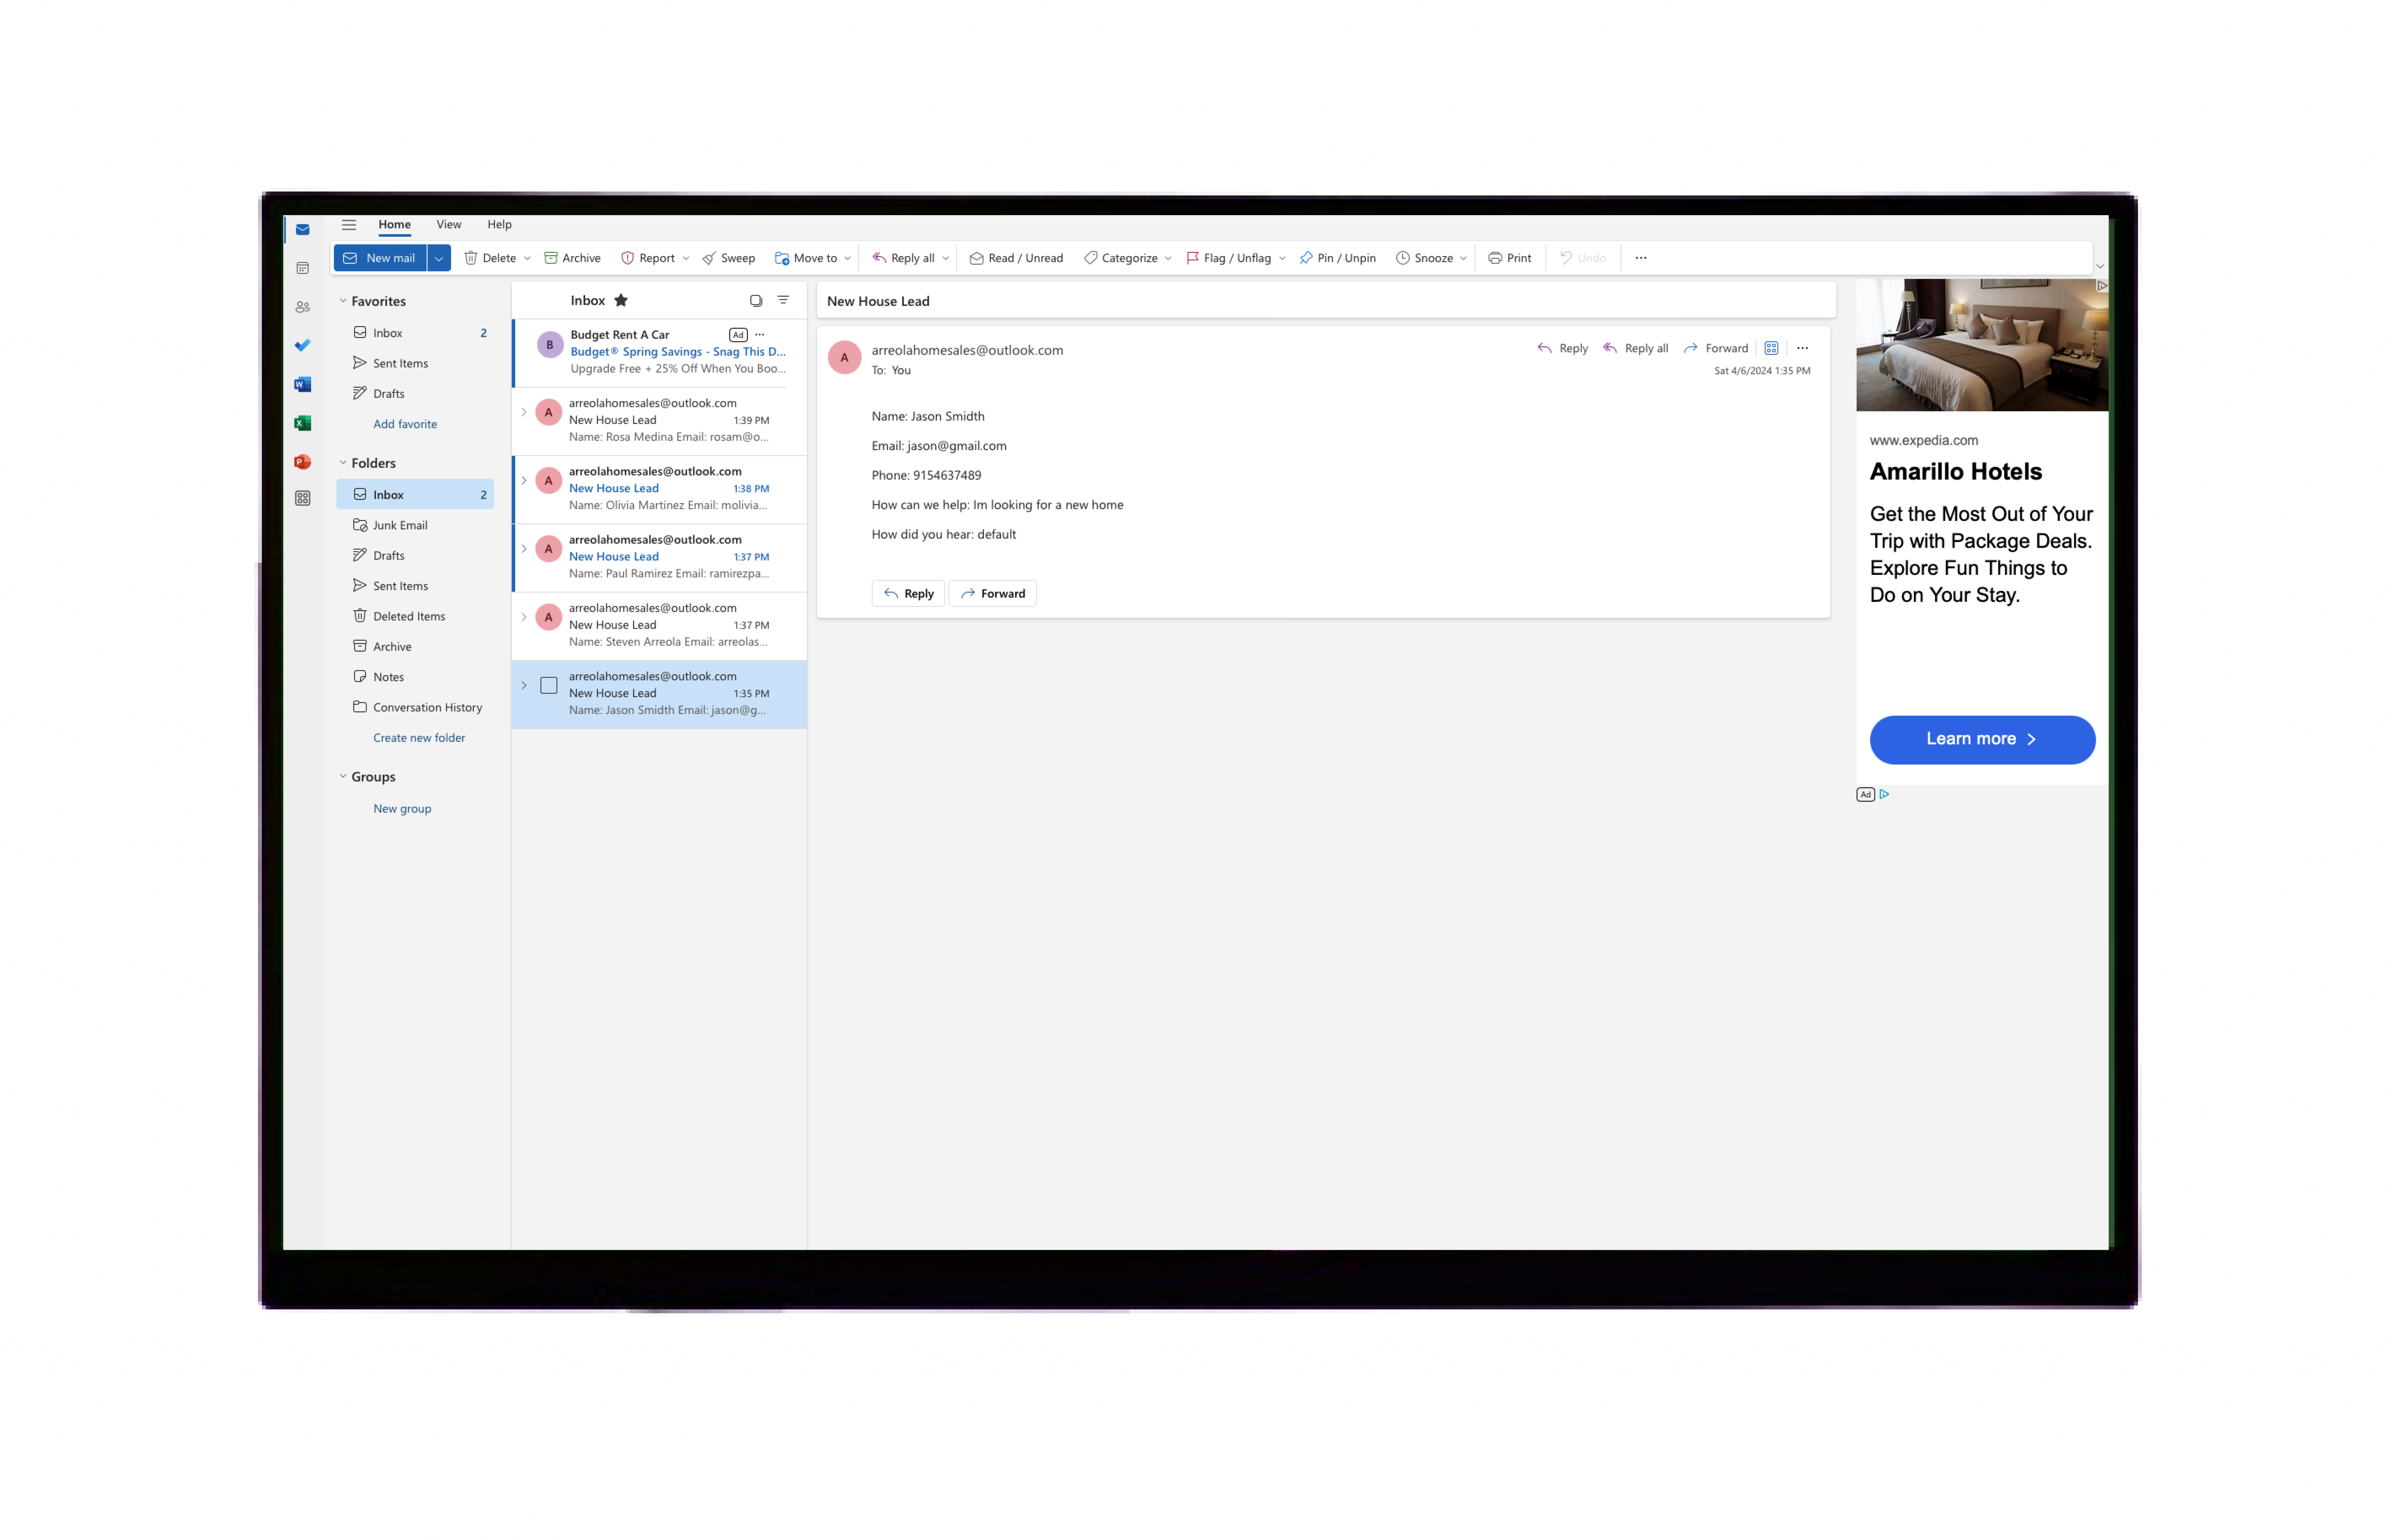 Home View Help
New mail Delete Archive Report Sweep Move to Reply all Read / Unread Categorize Flag / Unflag Pin / Unpin Snooze Print Undo ...
Favorites
Inbox 2
Sent Items
Drafts
Add favorite
Folders
Inbox 2
Junk Email
Drafts
Sent Items
Deleted Items
Archive
Notes
Conversation History
Create new folder
Groups
New group
Inbox
B
Budget Rent A Car Ad ...
Budget® Spring Savings - Snag This D...
Upgrade Free + 25% Off When You Boo...
A
arreolahomesales@outlook.com
New House Lead 1:39 PM
Name: Rosa Medina Email: rosam@o...
A
arreolahomesales@outlook.com
New House Lead 1:38 PM
Name: Olivia Martinez Email: molivia...
A
arreolahomesales@outlook.com
New House Lead 1:37 PM
Name: Paul Ramirez Email: ramirezpa...
A
arreolahomesales@outlook.com
New House Lead 1:37 PM
Name: Steven Arreola Email: arreolas...
arreolahomesales@outlook.com
New House Lead 1:35 PM
Name: Jason Smidth Email: jason@g...
New House Lead
A
arreolahomesales@outlook.com
To: You
Reply Reply all Forward ...
Sat 4/6/2024 1:35 PM
Name: Jason Smidth
Email: jason@gmail.com
Phone: 9154637489
How can we help: Im looking for a new home
How did you hear: default
Reply Forward
www.expedia.com
Amarillo Hotels
Get the Most Out of Your
Trip with Package Deals.
Explore Fun Things to
Do on Your Stay.
Learn more >
Ad